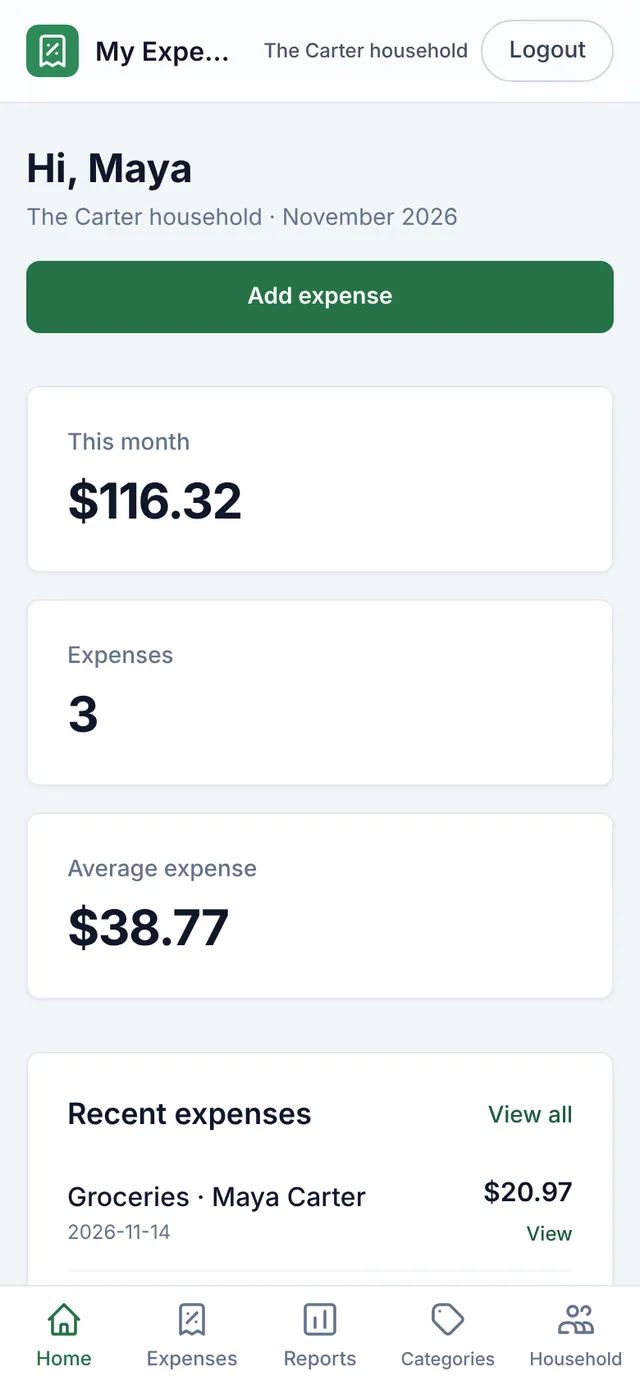 My Expe... The Carter household Logout
Hi, Maya
The Carter household · November 2026
Add expense
This month
$116.32
Expenses
3
Average expense
$38.77
Recent expenses View all
Groceries · Maya Carter $20.97
2026-11-14 View
Home Expenses Reports Categories Household